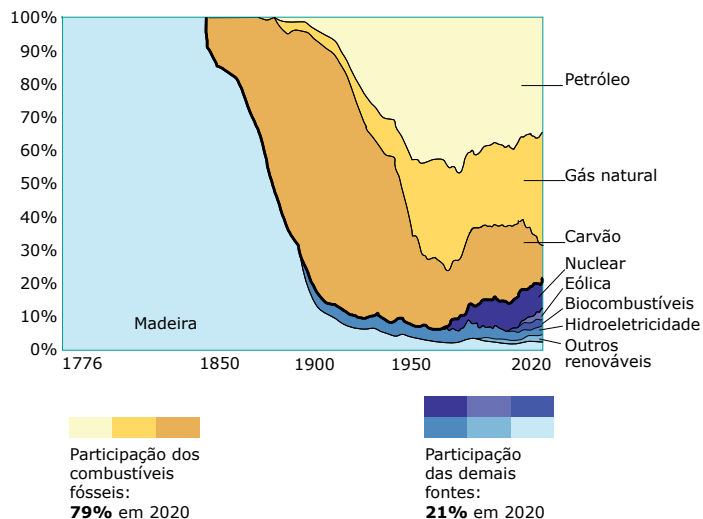 100%
90%
80%
70%
60%
50%
40%
30%
20%
10%
0%
1776
1850
1900
1950
2020
Madeira
Petróleo
Gás natural
Carvão
Nuclear
Eólica
Biocombustíveis
Hidroeletricidade
Outros
renováveis
Participação dos
combustíveis
fósseis:
79% em 2020
Participação
das demais
fontes:
21% em 2020